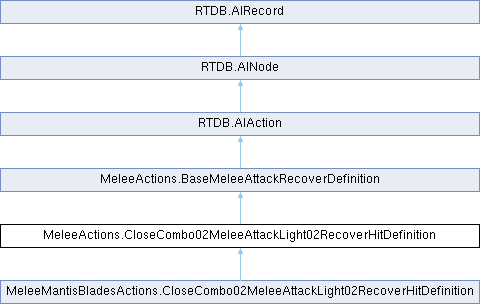 RTDB.AIRecord
RTDB.AINode
RTDB.AIAction
MeleeActions.BaseMeleeAttackRecoverDefinition
MeleeActions.CloseCombo02MeleeAttackLight02RecoverHitDefinition
MeleeMantisBladesActions.CloseCombo02MeleeAttackLight02RecoverHitDefinition